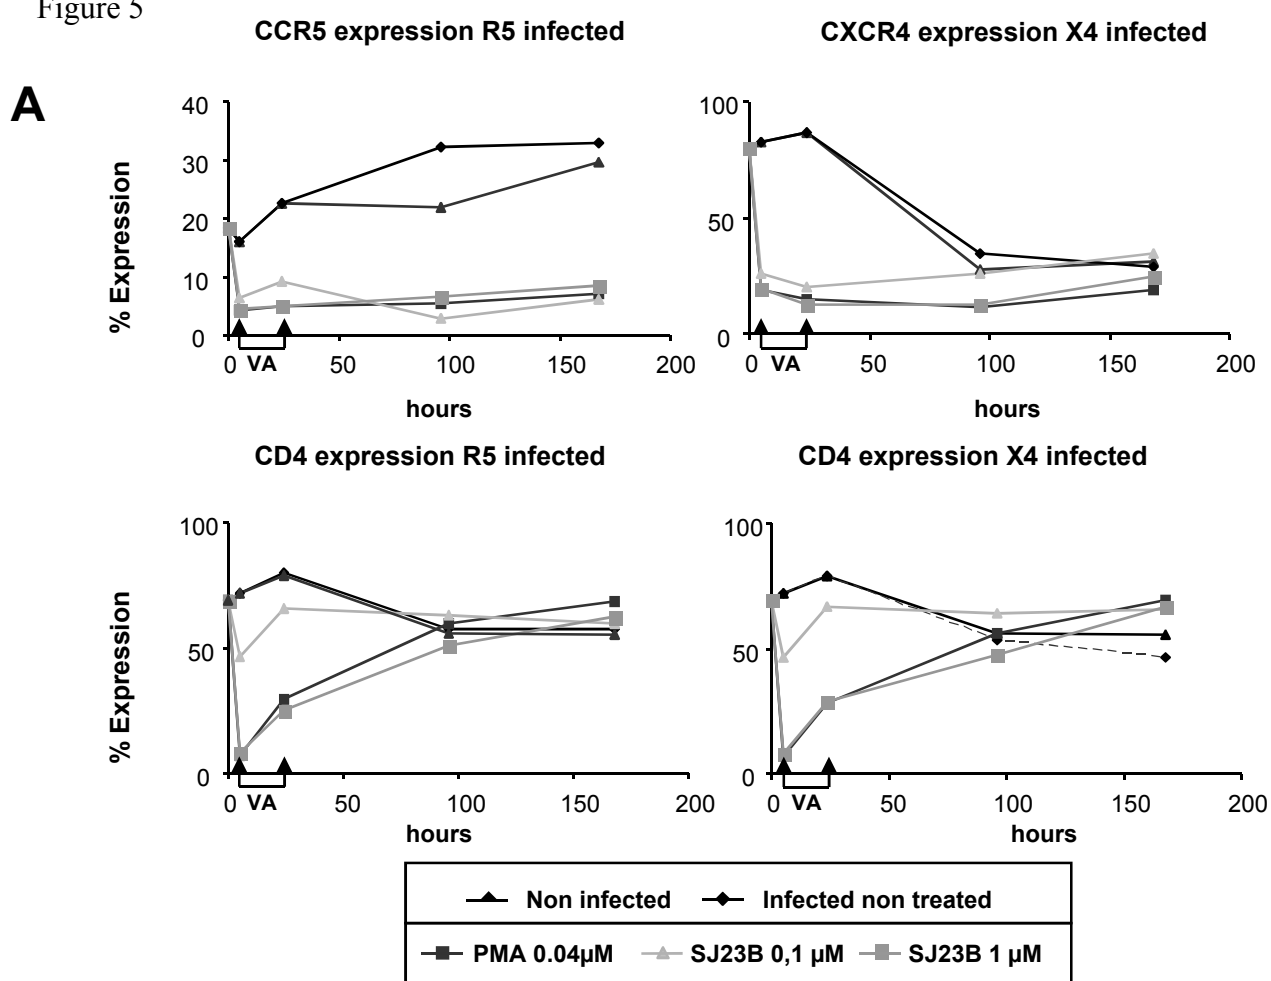 Figure 5
CCR5 expression R5 infected
CXCR4 expression X4 infected
A
% Expression
40
30
20
10
0
0 VA 50 100 150 200
hours
100
50
0
0 VA 50 100 150 200
hours
CD4 expression R5 infected
CD4 expression X4 infected
% Expression
100
50
0
0 VA 50 100 150 200
hours
100
50
0
0 VA 50 100 150 200
hours
Non infected Infected non treated
PMA 0.04µM SJ23B 0,1 µM SJ23B 1 µM